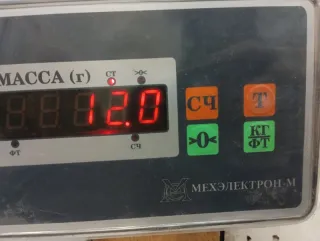 МАССА (г)
СТ
>о<
12.0
СЧ
Т
>0<
КГ
ФТ
ФТ
СЧ
МЕХЭЛЕКТРОН-М